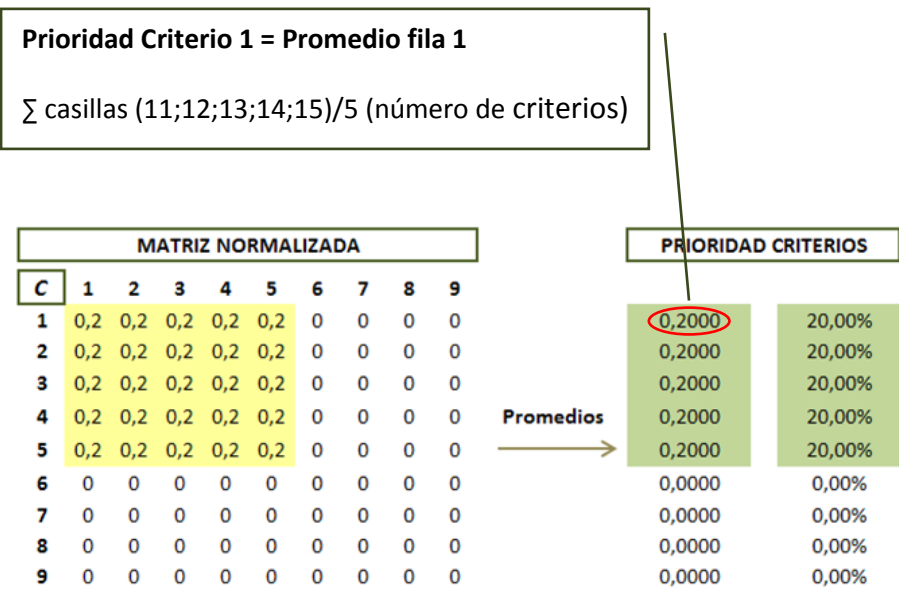 Prioridad Criterio 1 = Promedio fila 1
∑ casillas (11;12;13;14;15)/5 (número de criterios)
MATRIZ NORMALIZADA PRIORIDAD CRITERIOS
C 1 2 3 4 5 6 7 8 9
1 0,2 0,2 0,2 0,2 0,2 0 0 0 0 0,2000 20,00%
2 0,2 0,2 0,2 0,2 0,2 0 0 0 0 0,2000 20,00%
3 0,2 0,2 0,2 0,2 0,2 0 0 0 0 0,2000 20,00%
4 0,2 0,2 0,2 0,2 0,2 0 0 0 0 Promedios 0,2000 20,00%
5 0,2 0,2 0,2 0,2 0,2 0 0 0 0 0,2000 20,00%
6 0 0 0 0 0 0 0 0 0 0,0000 0,00%
7 0 0 0 0 0 0 0 0 0 0,0000 0,00%
8 0 0 0 0 0 0 0 0 0 0,0000 0,00%
9 0 0 0 0 0 0 0 0 0 0,0000 0,00%